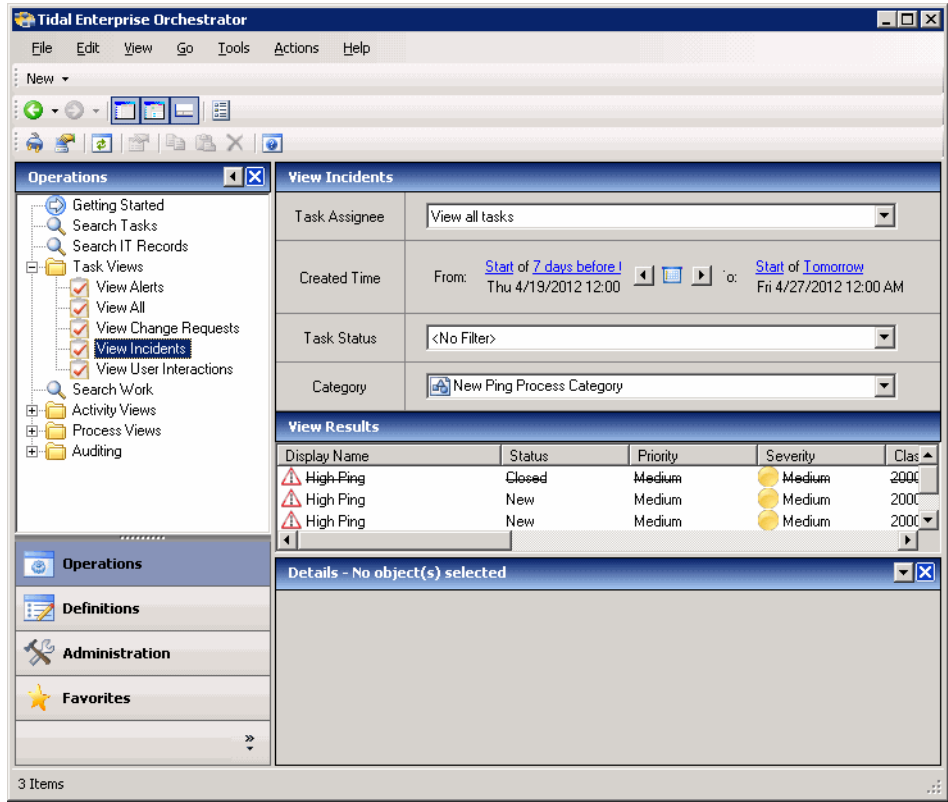 Tidal Enterprise Orchestrator
File Edit View Go Tools Actions Help
New
Operations
Getting Started
Search Tasks
Search IT Records
Task Views
View Alerts
View All
View Change Requests
View Incidents
View User Interactions
Search Work
Activity Views
Process Views
Auditing
Operations
Definitions
Administration
Favorites
View Incidents
Task Assignee View all tasks
Created Time From: Start of 7 days before To: Start of Tomorrow
Thu 4/19/2012 12:00 Fri 4/27/2012 12:00 AM
Task Status <No Filter>
Category New Ping Process Category
View Results
Display Name Status Priority Severity Clas
High Ping Closed Medium Medium 2000
High Ping New Medium Medium 2000
High Ping New Medium Medium 2000
Details - No object(s) selected
3 Items